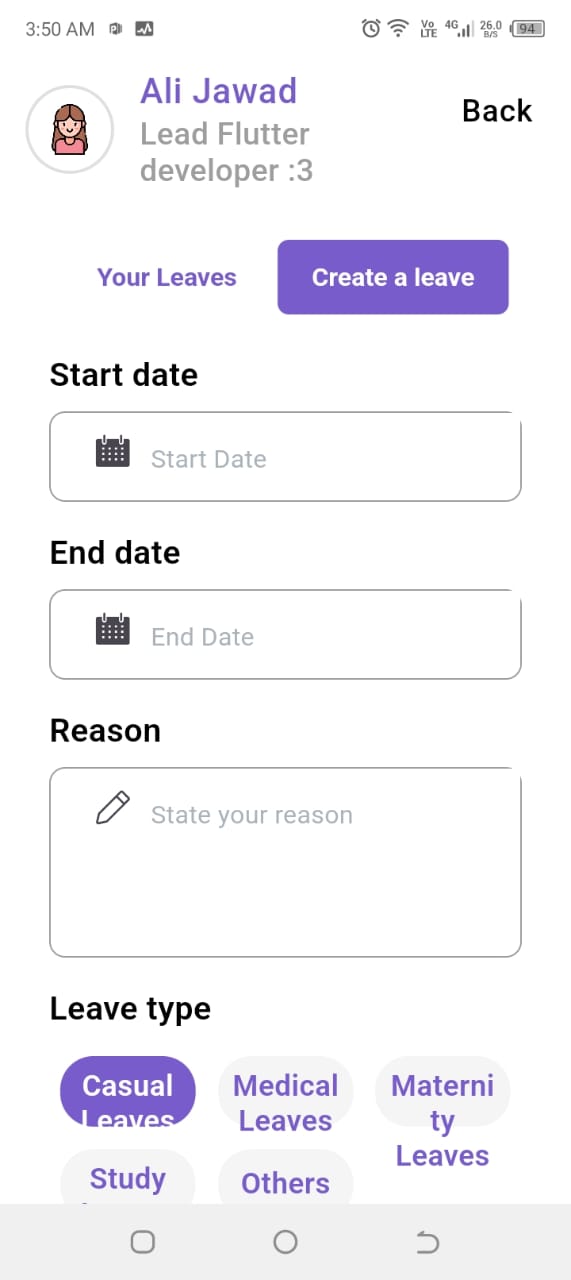 3:50 AM
Vo LTE 4G 26.0 B/S 94
Ali Jawad
Lead Flutter
developer :3
Back
Your Leaves
Create a leave
Start date
Start Date
End date
End Date
Reason
State your reason
Leave type
Casual
Leaves
Medical
Leaves
Materni
ty
Leaves
Study
Others